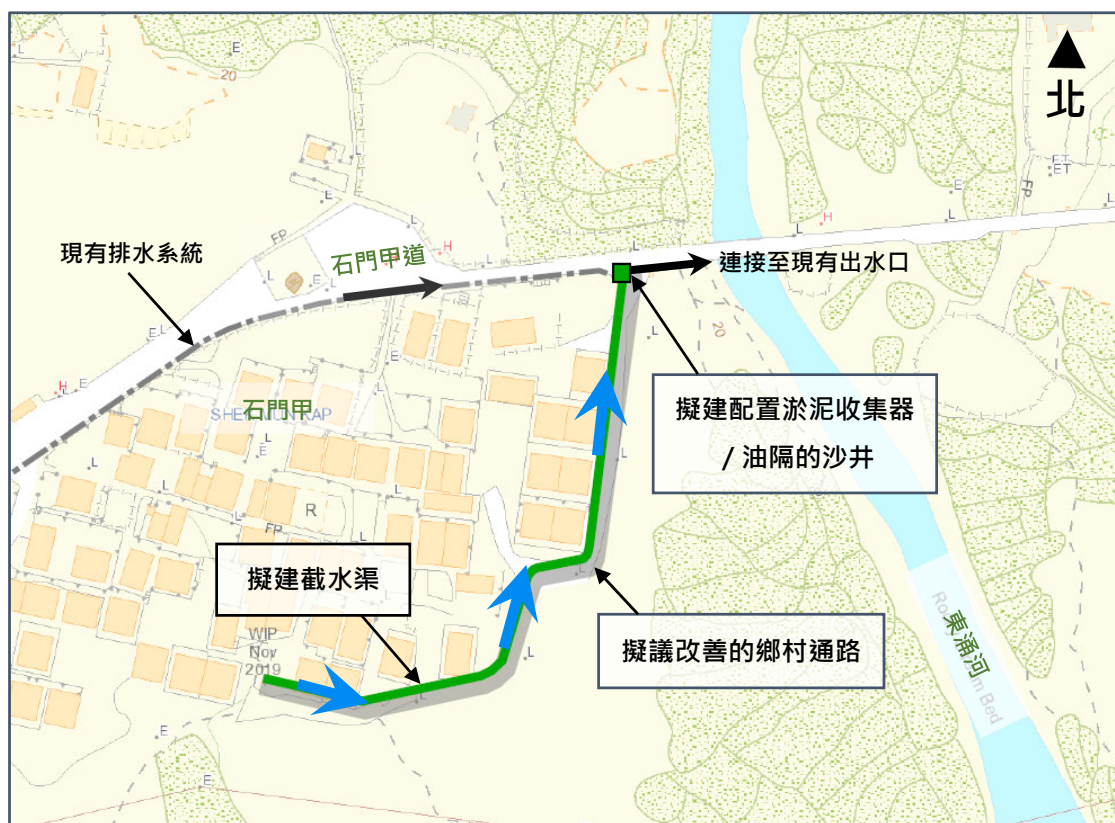 E
20
北
E
FP
L
E
FP
ET
E
H
L
現有排水系統
石門甲道
H
L
連接至現有出水口
L
E
20
H
E
石門甲
SHEK MUN KAP
擬建配置淤泥收集器
/ 油隔的沙井
L
E
R
FP
擬建截水渠
擬議改善的鄉村通路
WIP
Nov
2019
東涌河
Bed
L
E
E